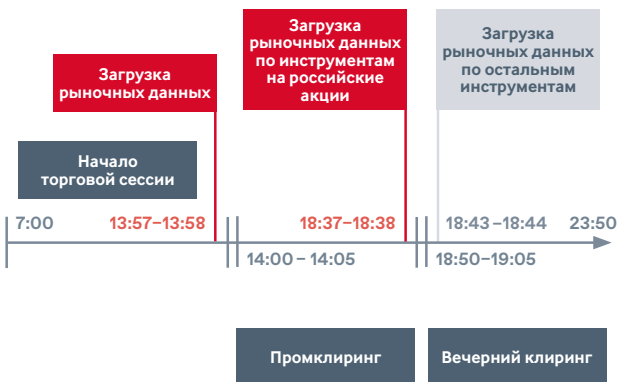 Загрузка
рыночных данных
Загрузка
рыночных данных
по инструментам
на российские
акции
Загрузка
рыночных данных
по остальным
инструментам
Начало
торговой сессии
7:00
13:57–13:58
18:37–18:38
18:43–18:44
23:50
14:00 – 14:05
18:50–19:05
Промклиринг
Вечерний клиринг